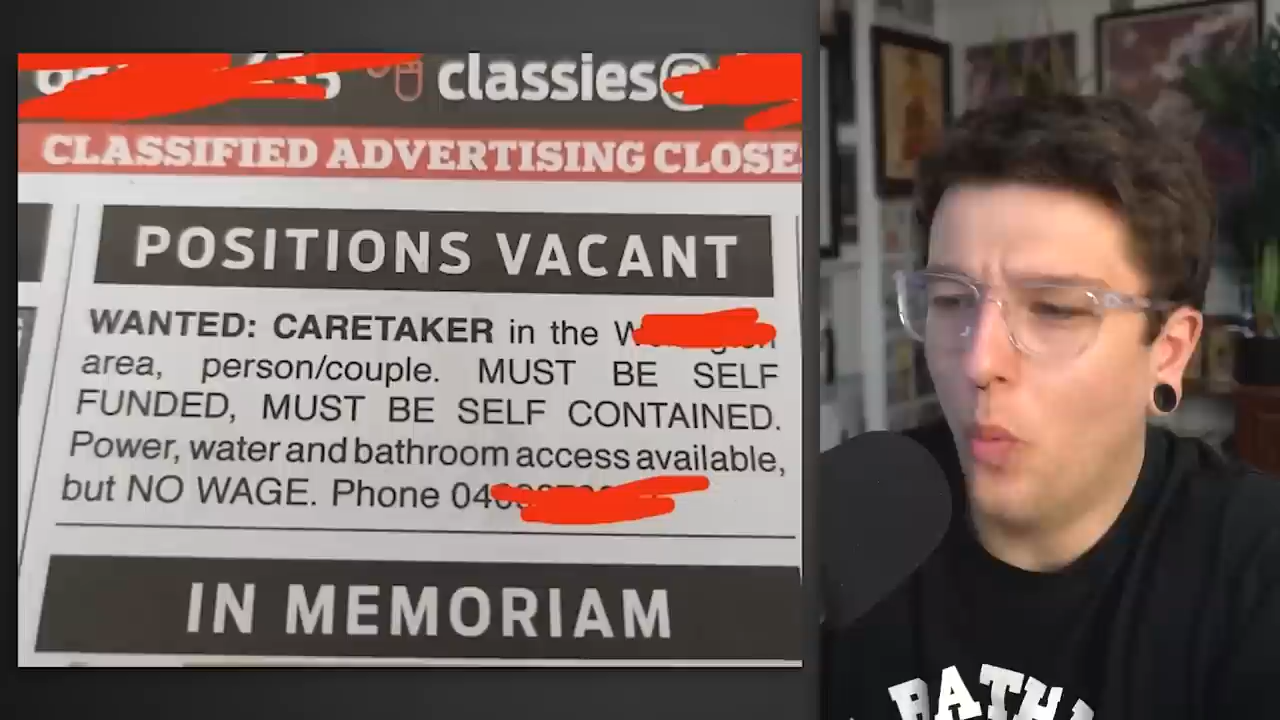 classies@
CLASSIFIED ADVERTISING CLOSE
POSITIONS VACANT
WANTED: CARETAKER in the
area, person/couple. MUST BE SELF
FUNDED, MUST BE SELF CONTAINED.
Power, water and bathroom access available,
but NO WAGE. Phone 04
IN MEMORIAM